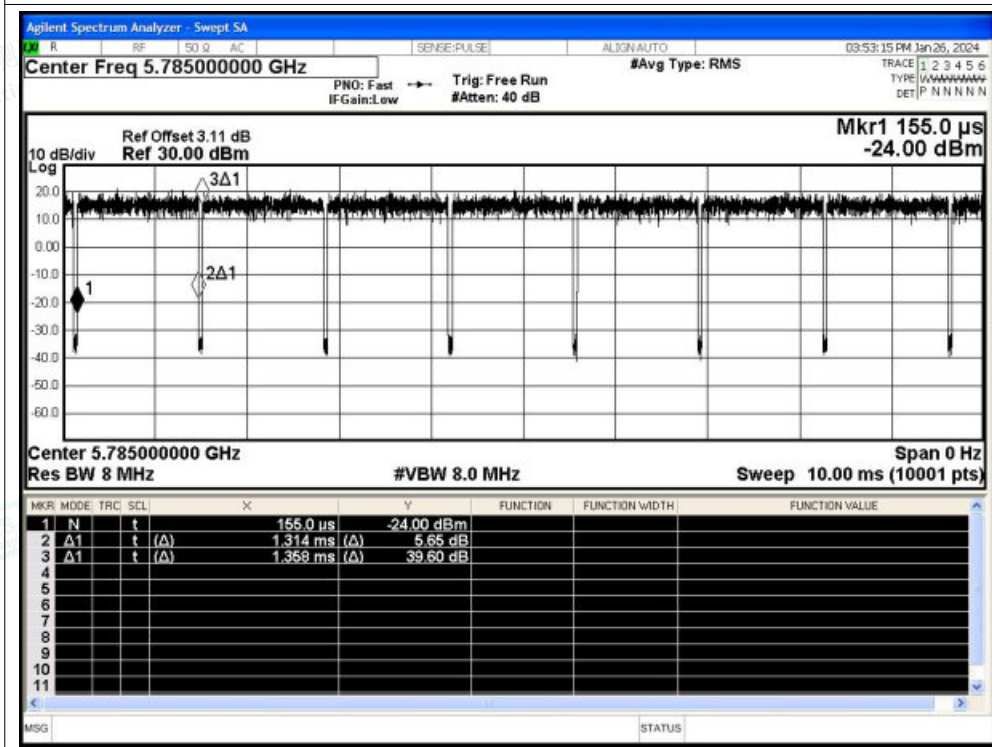 Agilent Spectrum Analyzer - Swept SA
R RF 50 Ω AC SENSE:PULSE ALIGN AUTO 03:53:15 PM Jan 26, 2024
Center Freq 5.785000000 GHz #Avg Type: RMS TRACE 1 2 3 4 5 6
PNO: Fast Trig: Free Run TYPE
IFGain:Low #Atten: 40 dB DET P N N N N N
Mkr1 155.0 µs
-24.00 dBm
Ref Offset 3.11 dB
10 dB/div Ref 30.00 dBm
Log
3Δ1
20.0
10.0
0.00
-10.0
2Δ1
1
-20.0
-30.0
-40.0
-50.0
-60.0
Center 5.785000000 GHz Span 0 Hz
Res BW 8 MHz #VBW 8.0 MHz Sweep 10.00 ms (10001 pts)
MKR MODE TRC SCL X Y FUNCTION FUNCTION WIDTH FUNCTION VALUE
1 N t 155.0 µs -24.00 dBm
2 Δ1 t (Δ) 1.314 ms (Δ) 5.65 dB
3 Δ1 t (Δ) 1.358 ms (Δ) 39.60 dB
4
5
6
7
8
9
10
11
MSG STATUS